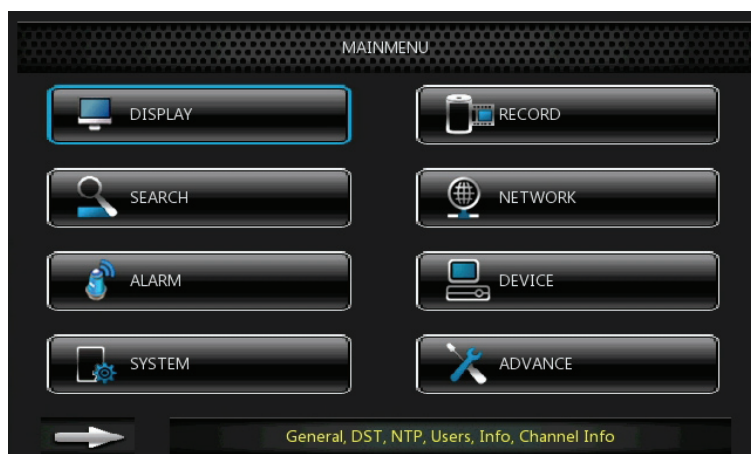 MAINMENU
DISPLAY
RECORD
SEARCH
NETWORK
ALARM
DEVICE
SYSTEM
ADVANCE
General, DST, NTP, Users, Info, Channel Info